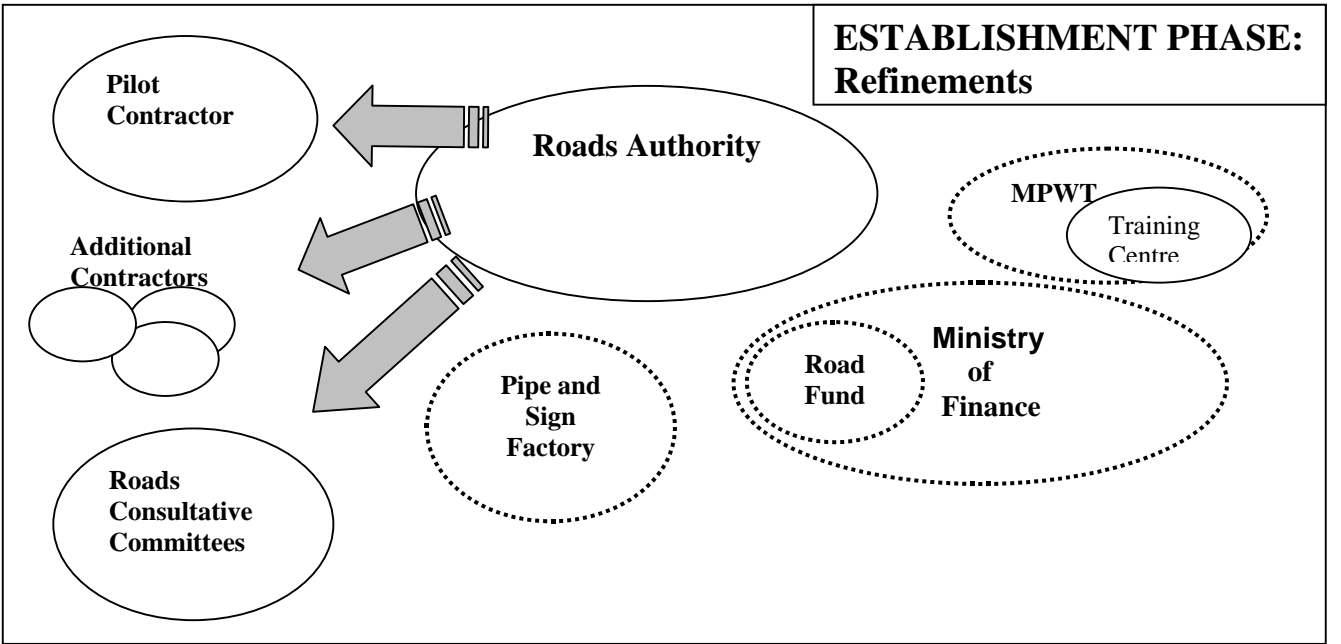 ESTABLISHMENT PHASE:
Refinements
Pilot
Contractor
Roads Authority
MPWT
Training
Centre
Additional
Contractors
Ministry
of
Finance
Road
Fund
Pipe and
Sign
Factory
Roads
Consultative
Committees